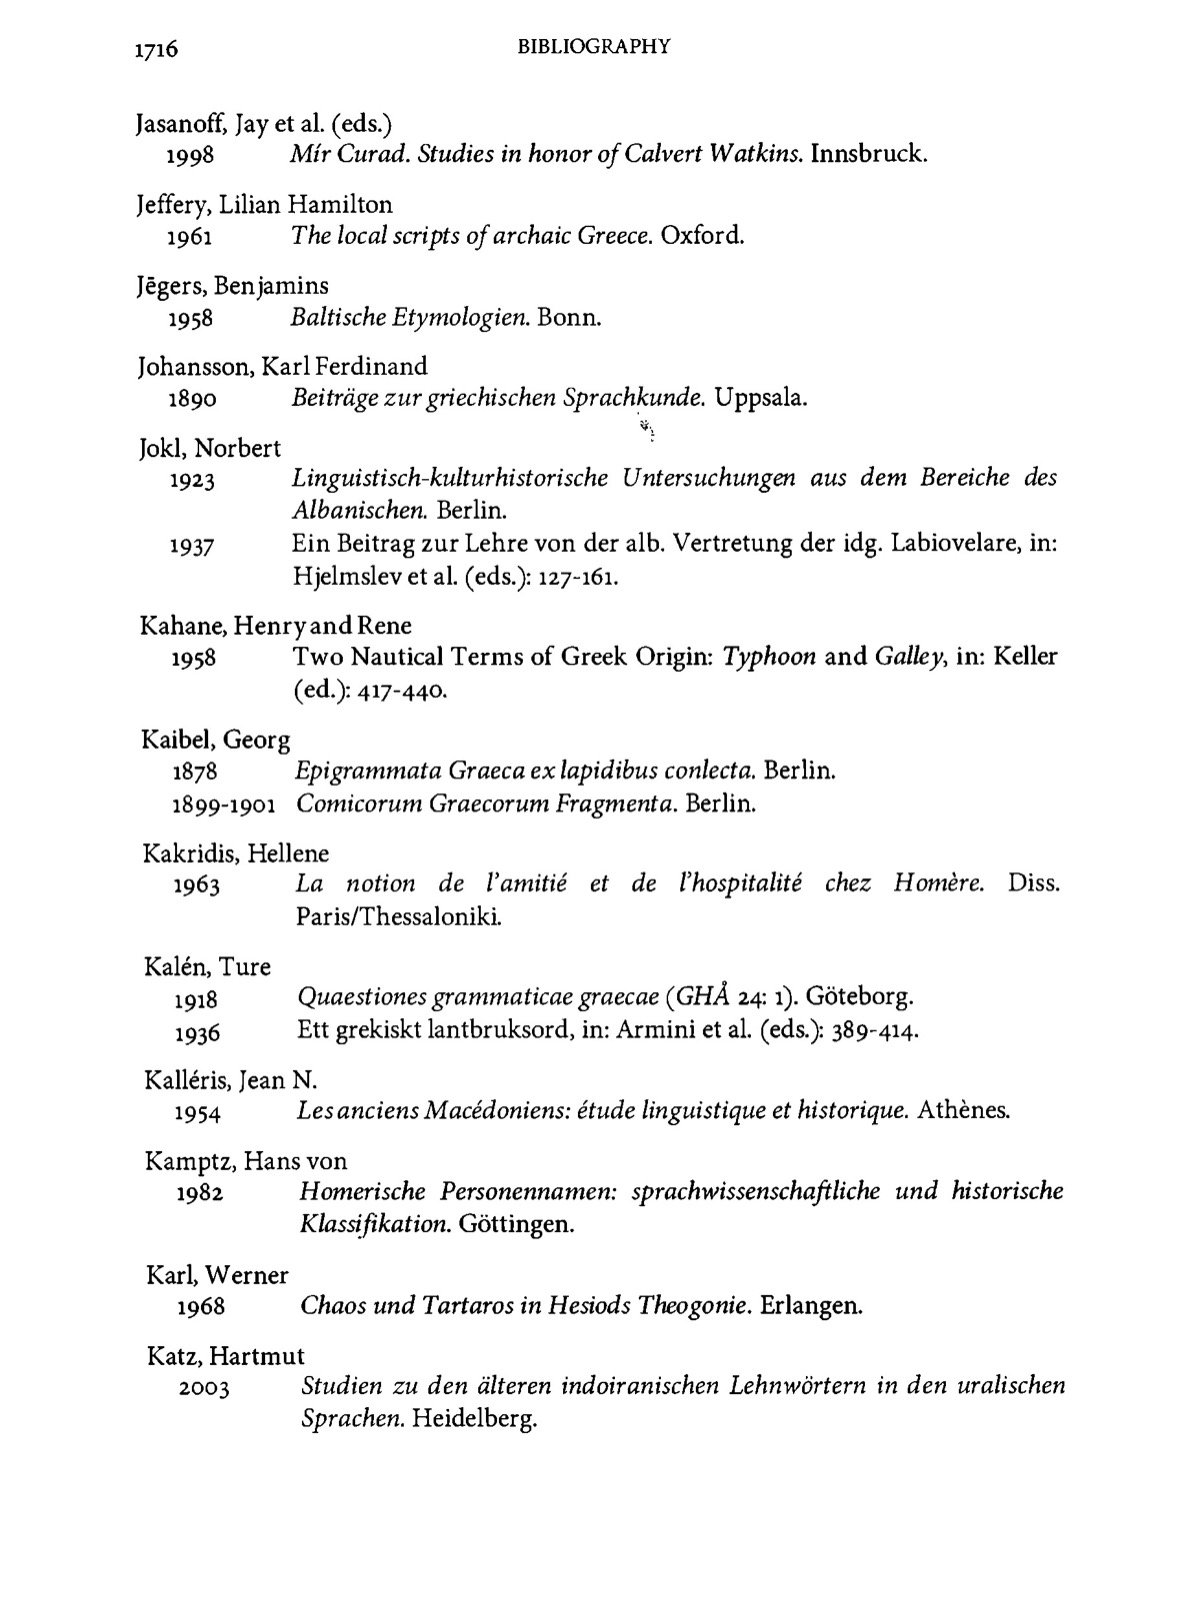 1716
BIBLIOGRAPHY
Jasanoff, Jay et al. (eds.)
1998 Mír Curad. Studies in honor of Calvert Watkins. Innsbruck.
Jeffery, Lilian Hamilton
1961 The local scripts of archaic Greece. Oxford.
Jēgers, Benjamins
1958 Baltische Etymologien. Bonn.
Johansson, Karl Ferdinand
1890 Beiträge zur griechischen Sprachkunde. Uppsala.
Jokl, Norbert
1923 Linguistisch-kulturhistorische Untersuchungen aus dem Bereiche des
Albanischen. Berlin.
1937 Ein Beitrag zur Lehre von der alb. Vertretung der idg. Labiovelare, in:
Hjelmslev et al. (eds.): 127-161.
Kahane, Henry and Rene
1958 Two Nautical Terms of Greek Origin: Typhoon and Galley, in: Keller
(ed.): 417-440.
Kaibel, Georg
1878 Epigrammata Graeca ex lapidibus conlecta. Berlin.
1899-1901 Comicorum Graecorum Fragmenta. Berlin.
Kakridis, Hellene
1963 La notion de l'amitié et de l'hospitalité chez Homère. Diss.
Paris/Thessaloniki.
Kalén, Ture
1918 Quaestiones grammaticae graecae (GHÅ 24: 1). Göteborg.
1936 Ett grekiskt lantbruksord, in: Armini et al. (eds.): 389-414.
Kalléris, Jean N.
1954 Les anciens Macédoniens: étude linguistique et historique. Athènes.
Kamptz, Hans von
1982 Homerische Personennamen: sprachwissenschaftliche und historische
Klassifikation. Göttingen.
Karl, Werner
1968 Chaos und Tartaros in Hesiods Theogonie. Erlangen.
Katz, Hartmut
2003 Studien zu den älteren indoiranischen Lehnwörtern in den uralischen
Sprachen. Heidelberg.